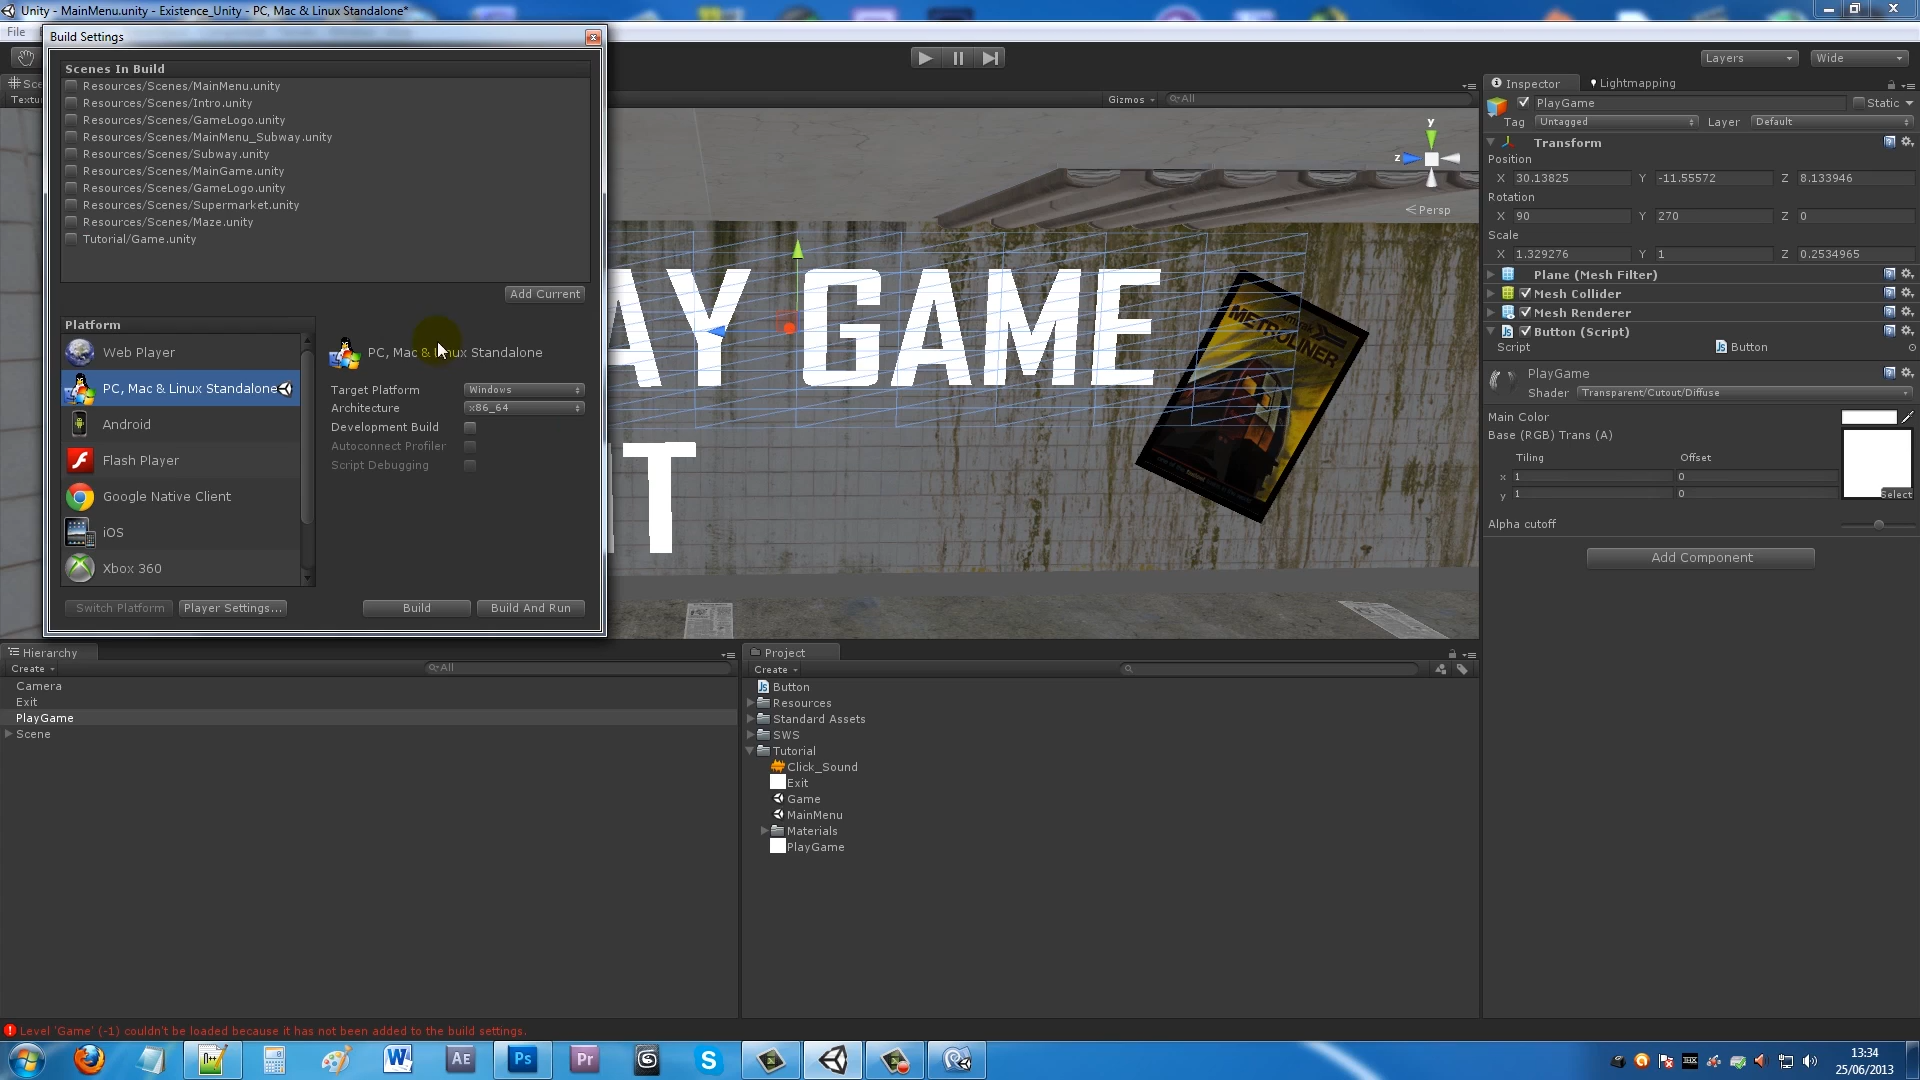 Unity - MainMenu.unity - Existence_Unity - PC, Mac & Linux Standalone*
File
Build Settings
Scenes In Build
Resources/Scenes/MainMenu.unity
Resources/Scenes/Intro.unity
Resources/Scenes/GameLogo.unity
Resources/Scenes/MainMenu_Subway.unity
Resources/Scenes/Subway.unity
Resources/Scenes/MainGame.unity
Resources/Scenes/GameLogo.unity
Resources/Scenes/Supermarket.unity
Resources/Scenes/Maze.unity
Tutorial/Game.unity
Add Current
Platform
Web Player
PC, Mac & Linux Standalone
Android
Flash Player
Google Native Client
iOS
Xbox 360
PC, Mac & Linux Standalone
Target Platform Windows
Architecture x86_64
Development Build
Autoconnect Profiler
Script Debugging
Switch Platform Player Settings... Build Build And Run
Layers Wide
Gizmos All
y
z
Persp
AY GAME
METROLINER
T
Inspector Lightmapping
PlayGame Static
Tag Untagged Layer Default
Transform
Position
X 30.13825 Y -11.55572 Z 8.133946
Rotation
X 90 Y 270 Z 0
Scale
X 1.329276 Y 1 Z 0.2534965
Plane (Mesh Filter)
Mesh Collider
Mesh Renderer
Button (Script)
Script Button
PlayGame
Shader Transparent/Cutout/Diffuse
Main Color
Base (RGB) Trans (A)
Tiling Offset
x 1 0
y 1 0
Select
Alpha cutoff
Add Component
Hierarchy
Create All
Camera
Exit
PlayGame
Scene
Project
Create
Button
Resources
Standard Assets
SWS
Tutorial
Click_Sound
Exit
Game
MainMenu
Materials
PlayGame
Level 'Game' (-1) couldn't be loaded because it has not been added to the build settings.
W
AE
Ps
Pr
S
13:34
25/06/2013